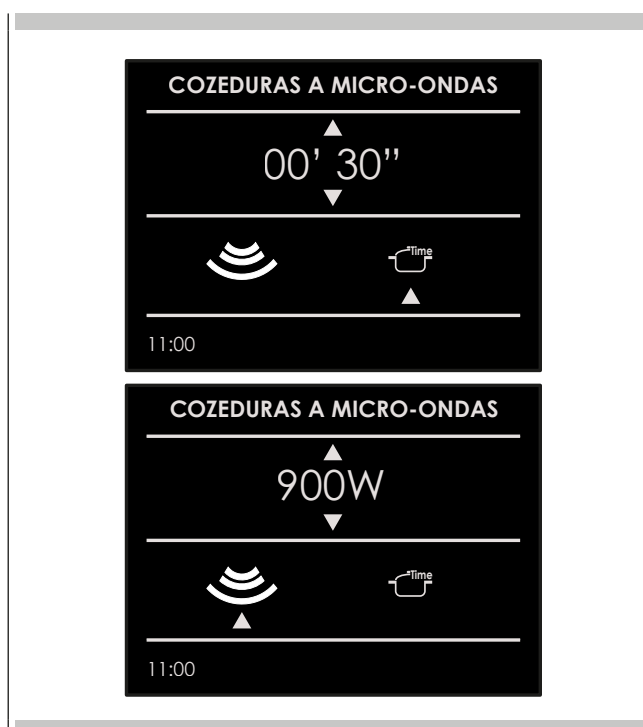 COZEDURAS A MICRO-ONDAS
00’ 30’’
Time
11:00
COZEDURAS A MICRO-ONDAS
900W
Time
11:00